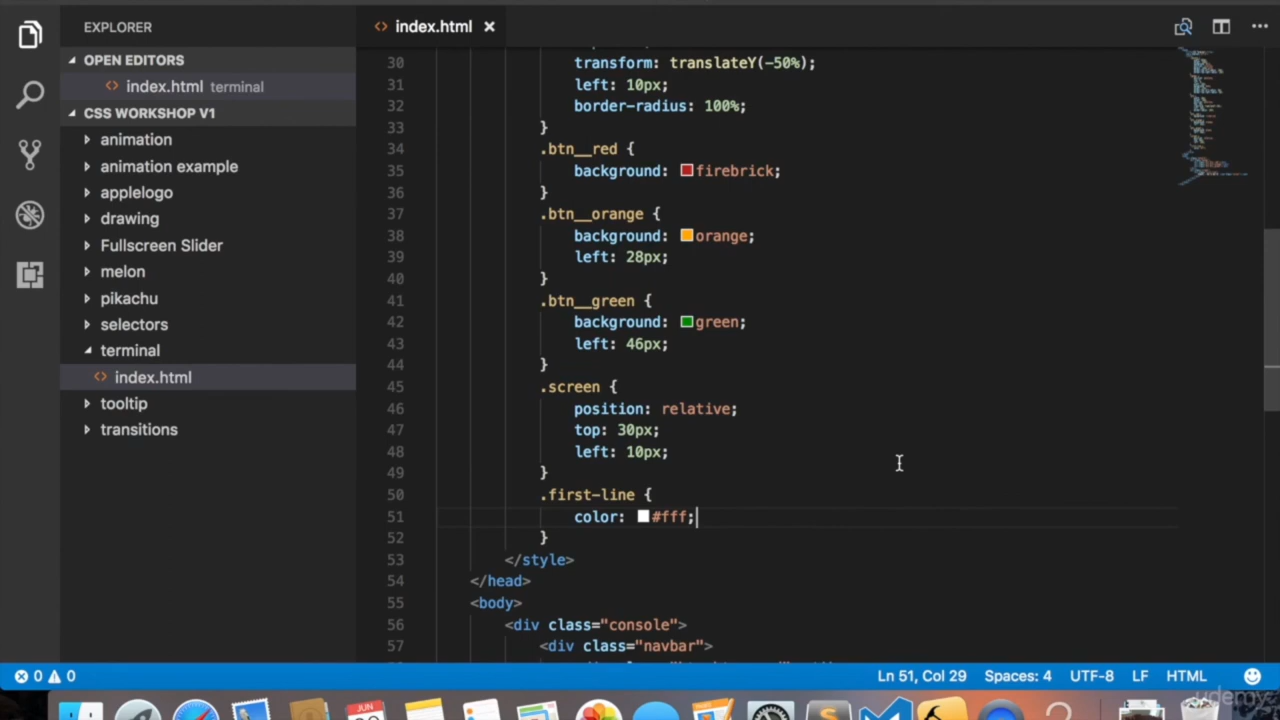 EXPLORER
OPEN EDITORS
index.html terminal
CSS WORKSHOP V1
animation
animation example
applelogo
drawing
Fullscreen Slider
melon
pikachu
selectors
terminal
index.html
tooltip
transitions
index.html
30 transform: translateY(-50%);
31 left: 10px;
32 border-radius: 100%;
33 }
34 .btn__red {
35 background: firebrick;
36 }
37 .btn__orange {
38 background: orange;
39 left: 28px;
40 }
41 .btn__green {
42 background: green;
43 left: 46px;
44 }
45 .screen {
46 position: relative;
47 top: 30px;
48 left: 10px;
49 }
50 .first-line {
51 color: #fff;
52 }
53 </style>
54 </head>
55 <body>
56 <div class="console">
57 <div class="navbar">
0 0 Ln 51, Col 29 Spaces: 4 UTF-8 LF HTML
udemy
JUN